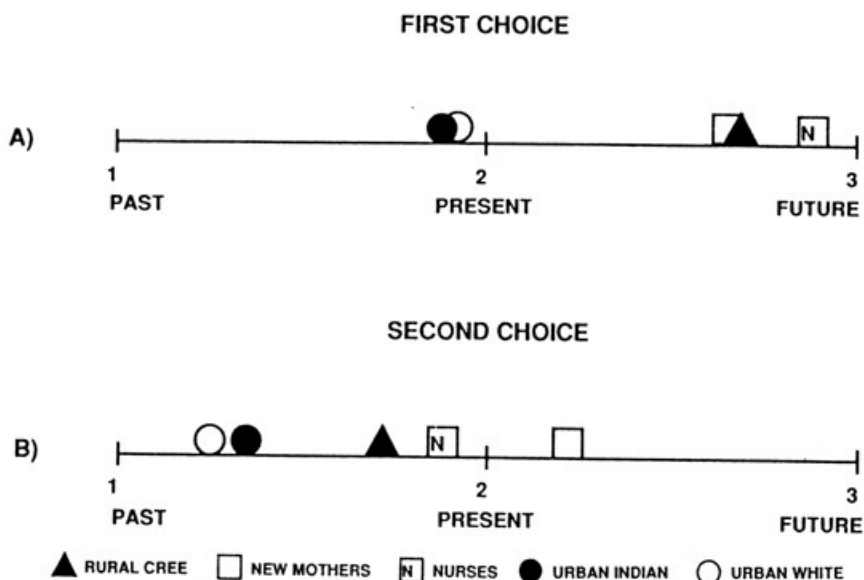 FIRST CHOICE
A)
N
1 2 3
PAST PRESENT FUTURE
SECOND CHOICE
B)
N
1 2 3
PAST PRESENT FUTURE
RURAL CREE NEW MOTHERS N NURSES URBAN INDIAN URBAN WHITE